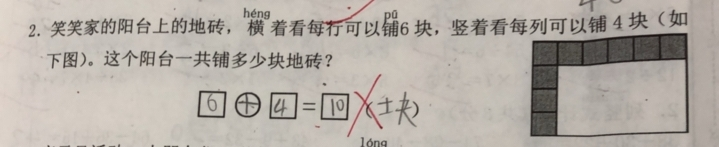 héng pū
2. 笑笑家的阳台上的地砖，横着看每行可以铺6块，竖着看每列可以铺4块（如
下图）。这个阳台一共铺多少块地砖？
6 + 4 = 10 （块）
lóng